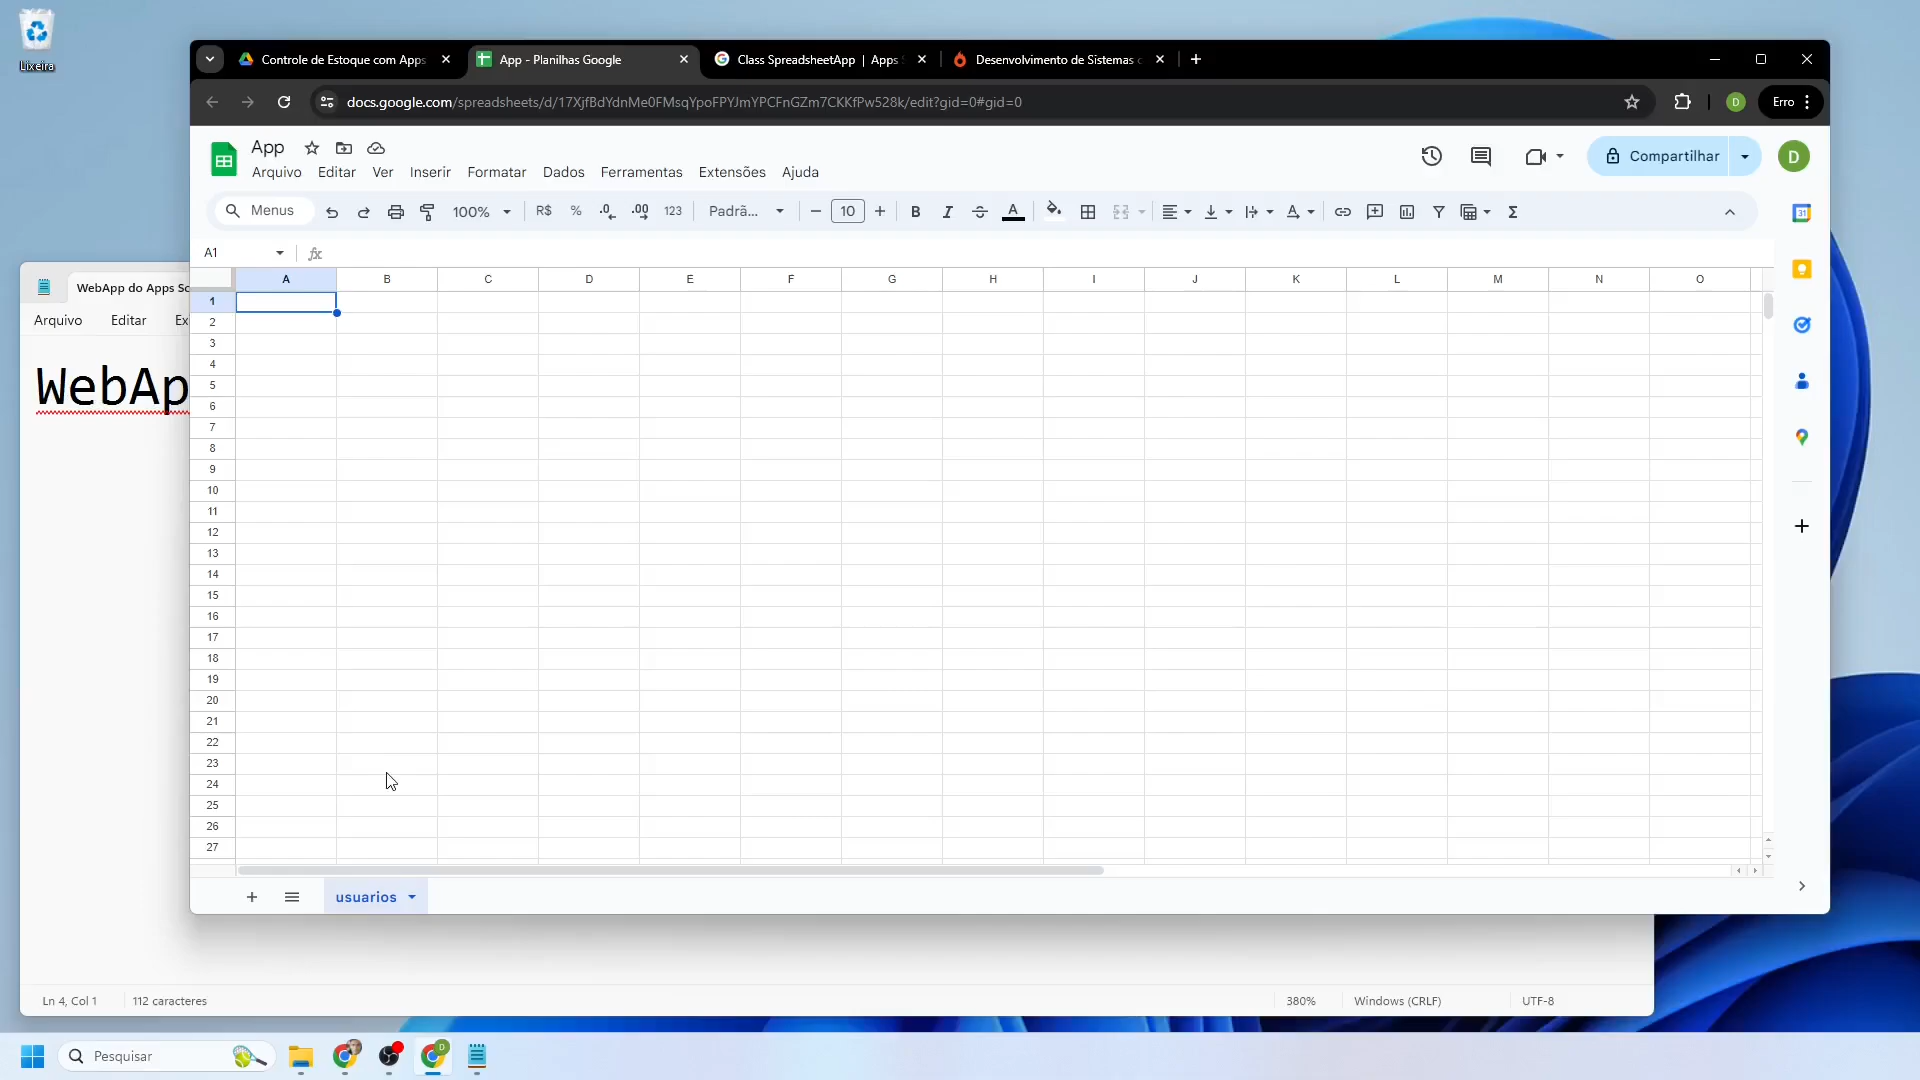 Lixeira
Controle de Estoque com Apps
App - Planilhas Google
Class SpreadsheetApp | Apps S
Desenvolvimento de Sistemas c
docs.google.com/spreadsheets/d/17XjfBdYdnMe0FMsqYpoFPYJmYPCFnGZm7CKKfPw528k/edit?gid=0#gid=0
D
Erro
App
Arquivo Editar Ver Inserir Formatar Dados Ferramentas Extensões Ajuda
Compartilhar
D
Menus
100%
R$ % .0 .00 123
Padrã...
10
B I A
A1
fx
A B C D E F G H I J K L M N O
1
2
3
4
5
6
7
8
9
10
11
12
13
14
15
16
17
18
19
20
21
22
23
24
25
26
27
usuarios
WebApp do Apps Sc
Arquivo Editar Ex
WebAp
Ln 4, Col 1
112 caracteres
380%
Windows (CRLF)
UTF-8
Pesquisar